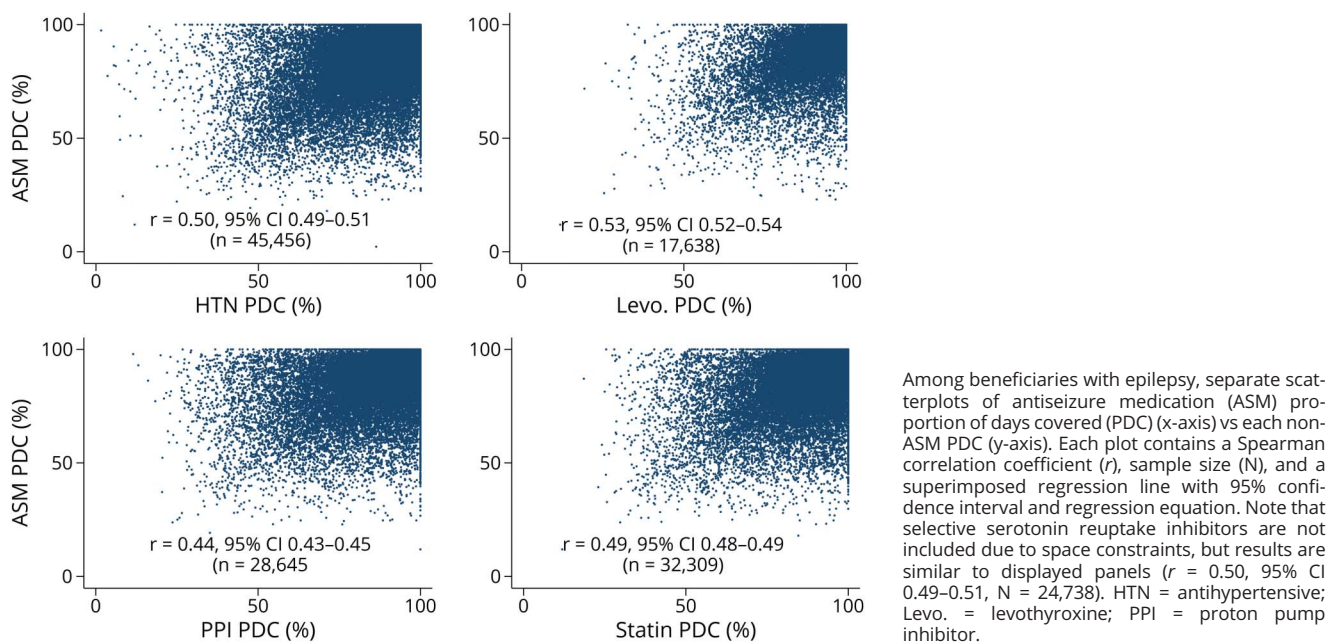 100
50
0
ASM PDC (%)
r = 0.50, 95% CI 0.49–0.51
(n = 45,456)
0 50 100
HTN PDC (%)
100
50
0
r = 0.53, 95% CI 0.52–0.54
(n = 17,638)
0 50 100
Levo. PDC (%)
100
50
0
ASM PDC (%)
r = 0.44, 95% CI 0.43–0.45
(n = 28,645
0 50 100
PPI PDC (%)
100
50
0
r = 0.49, 95% CI 0.48–0.49
(n = 32,309)
0 50 100
Statin PDC (%)
Among beneficiaries with epilepsy, separate scat-
terplots of antiseizure medication (ASM) pro-
portion of days covered (PDC) (x-axis) vs each non-
ASM PDC (y-axis). Each plot contains a Spearman
correlation coefficient (r), sample size (N), and a
superimposed regression line with 95% confi-
dence interval and regression equation. Note that
selective serotonin reuptake inhibitors are not
included due to space constraints, but results are
similar to displayed panels (r = 0.50, 95% CI
0.49–0.51, N = 24,738). HTN = antihypertensive;
Levo. = levothyroxine; PPI = proton pump
inhibitor.